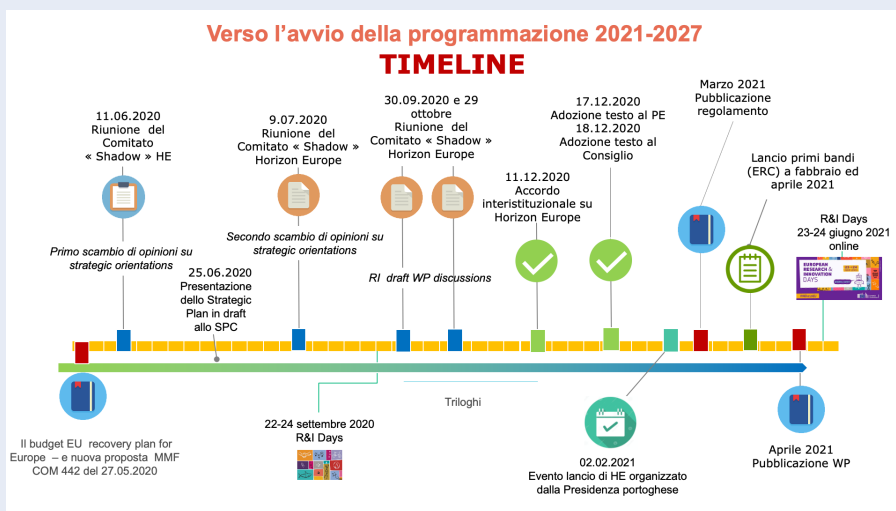 Verso l’avvio della programmazione 2021-2027
TIMELINE
11.06.2020
Riunione del
Comitato
« Shadow » HE
Primo scambio di opinioni su
strategic orientations
25.06.2020
Presentazione
dello Strategic
Plan in draft
allo SPC
9.07.2020
Riunione del
Comitato « Shadow »
Horizon Europe
Secondo scambio di opinioni su
strategic orientations
30.09.2020 e 29
ottobre
Riunione del
Comitato « Shadow »
Horizon Europe
RI draft WP discussions
11.12.2020
Accordo
interistituzionale su
Horizon Europe
17.12.2020
Adozione testo al PE
18.12.2020
Adozione testo al
Consiglio
Marzo 2021
Pubblicazione
regolamento
Lancio primi bandi
(ERC) a fabbraio ed
aprile 2021
R&I Days
23-24 giugno 2021
online
EUROPEAN
RESEARCH &
INNOVATION
DAYS
Il budget EU recovery plan for
Europe – e nuova proposta MMF
COM 442 del 27.05.2020
22-24 settembre 2020
R&I Days
Triloghi
02.02.2021
Evento lancio di HE organizzato
dalla Presidenza portoghese
Aprile 2021
Pubblicazione WP